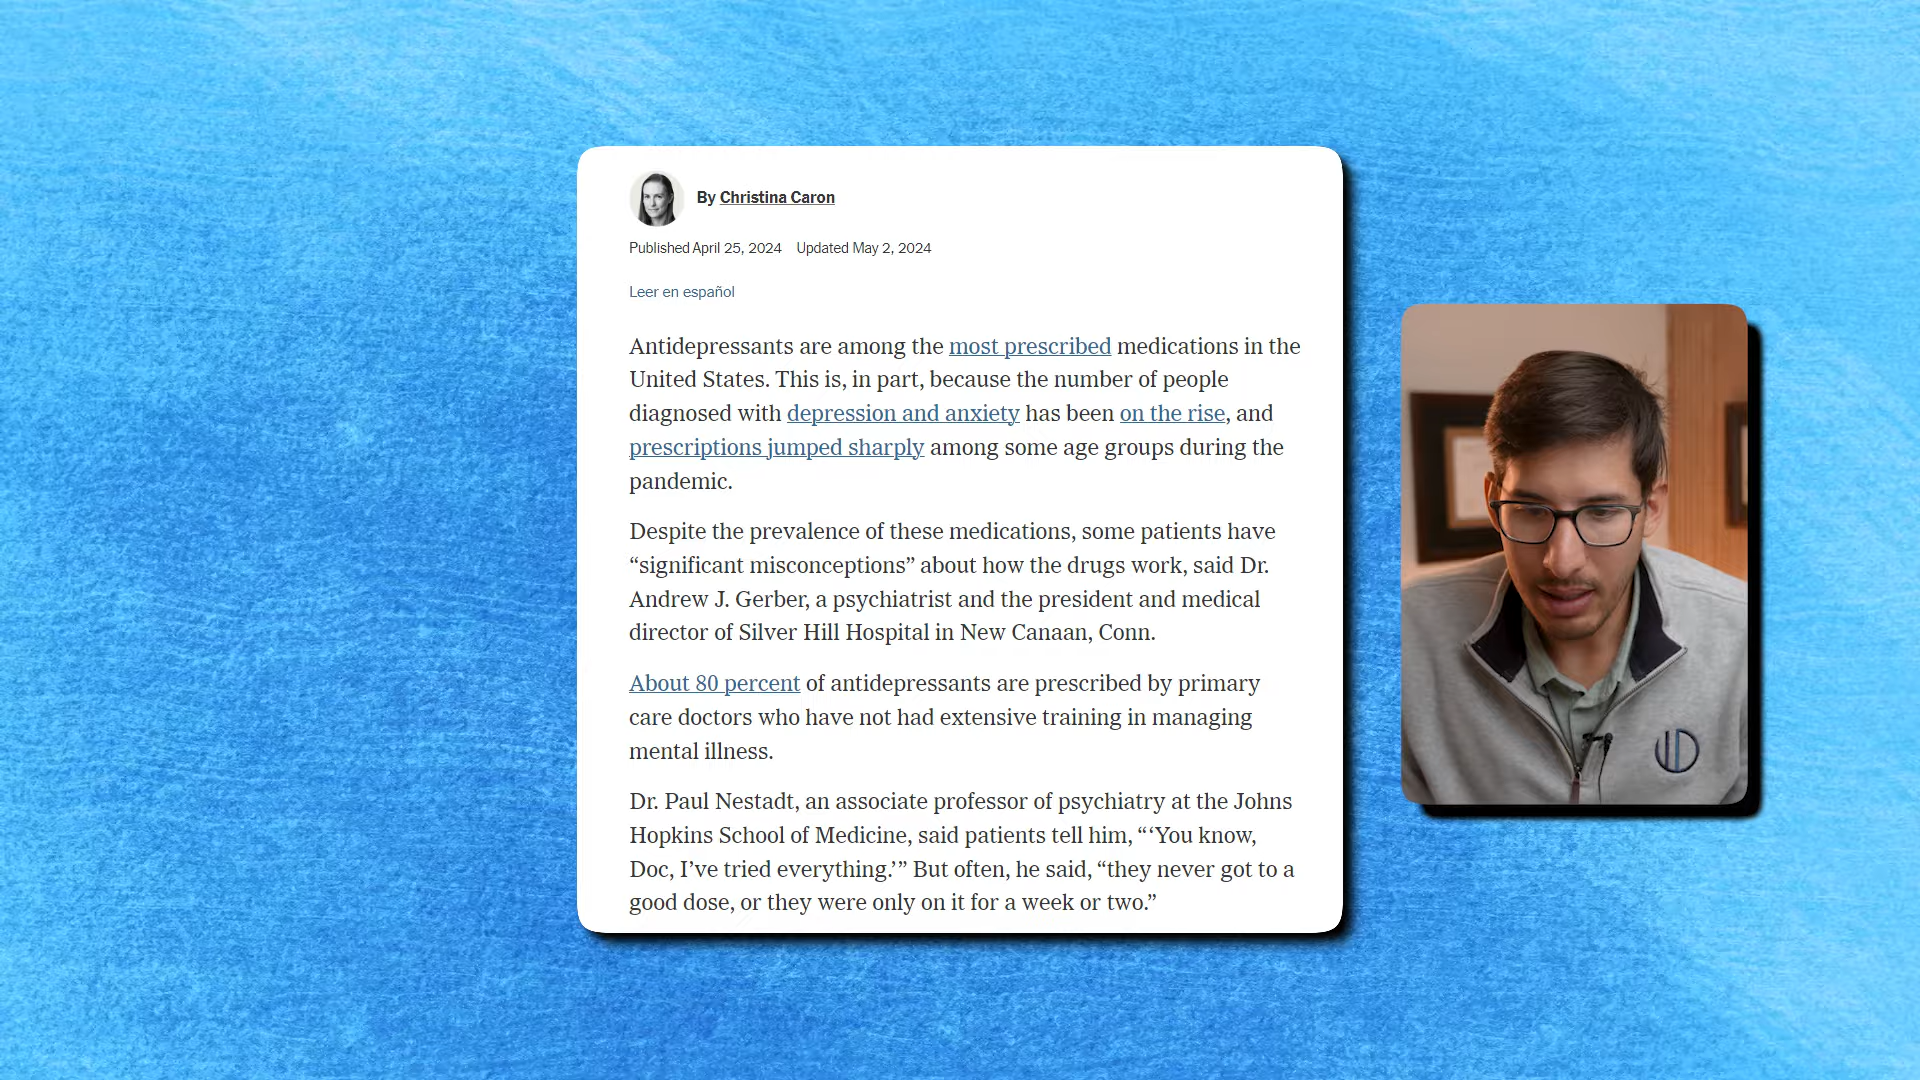 By Christina Caron
Published April 25, 2024 Updated May 2, 2024
Leer en español
Antidepressants are among the most prescribed medications in the
United States. This is, in part, because the number of people
diagnosed with depression and anxiety has been on the rise, and
prescriptions jumped sharply among some age groups during the
pandemic.
Despite the prevalence of these medications, some patients have
“significant misconceptions” about how the drugs work, said Dr.
Andrew J. Gerber, a psychiatrist and the president and medical
director of Silver Hill Hospital in New Canaan, Conn.
About 80 percent of antidepressants are prescribed by primary
care doctors who have not had extensive training in managing
mental illness.
Dr. Paul Nestadt, an associate professor of psychiatry at the Johns
Hopkins School of Medicine, said patients tell him, “‘You know,
Doc, I’ve tried everything.’” But often, he said, “they never got to a
good dose, or they were only on it for a week or two.”